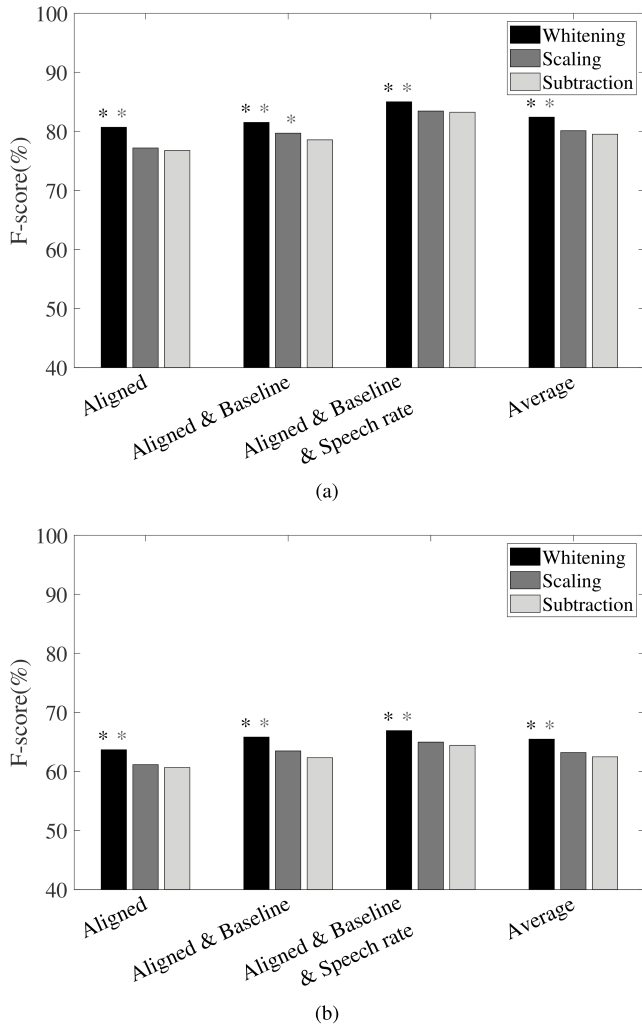 100
90
80
70
60
50
40
F-score(%)
Whitening
Scaling
Subtraction
* *
* *
*
* *
* *
Aligned
Aligned & Baseline
Aligned & Baseline
& Speech rate
Average
(a)
100
90
80
70
60
50
40
F-score(%)
Whitening
Scaling
Subtraction
* *
* *
* *
* *
Aligned
Aligned & Baseline
Aligned & Baseline
& Speech rate
Average
(b)